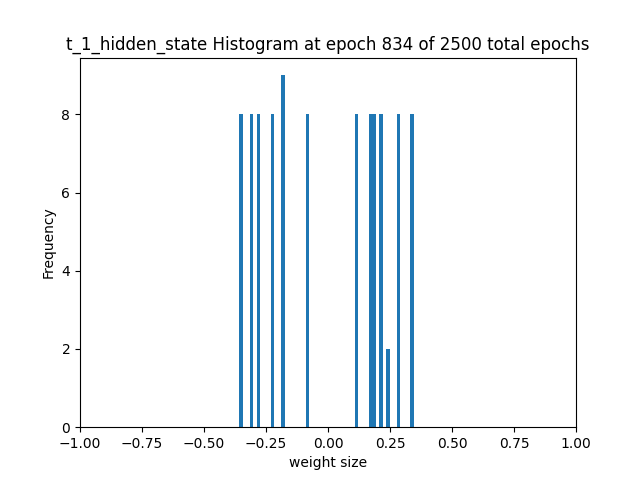 t_1_hidden_state Histogram at epoch 834 of 2500 total epochs
8
6
4
2
0
Frequency
−1.00 −0.75 −0.50 −0.25 0.00 0.25 0.50 0.75 1.00
weight size